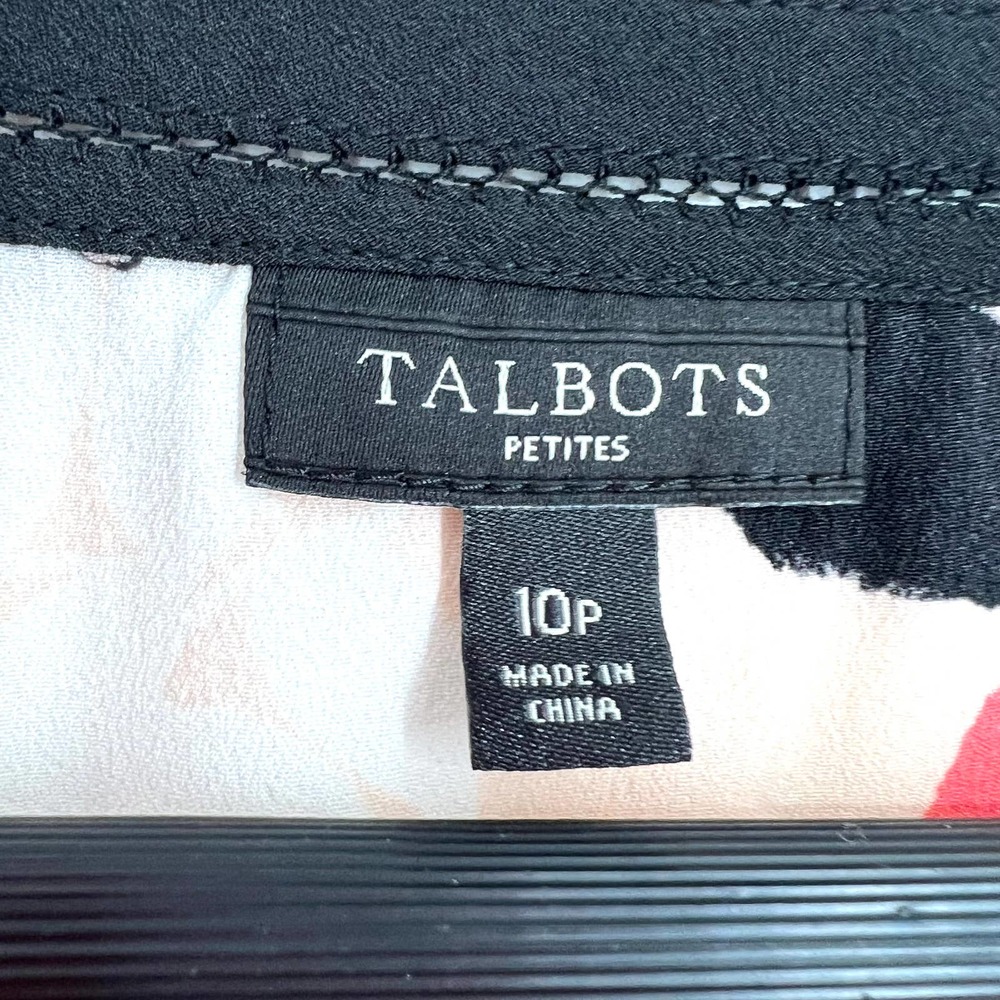 TALBOTS
PETITES
10P
MADE IN
CHINA